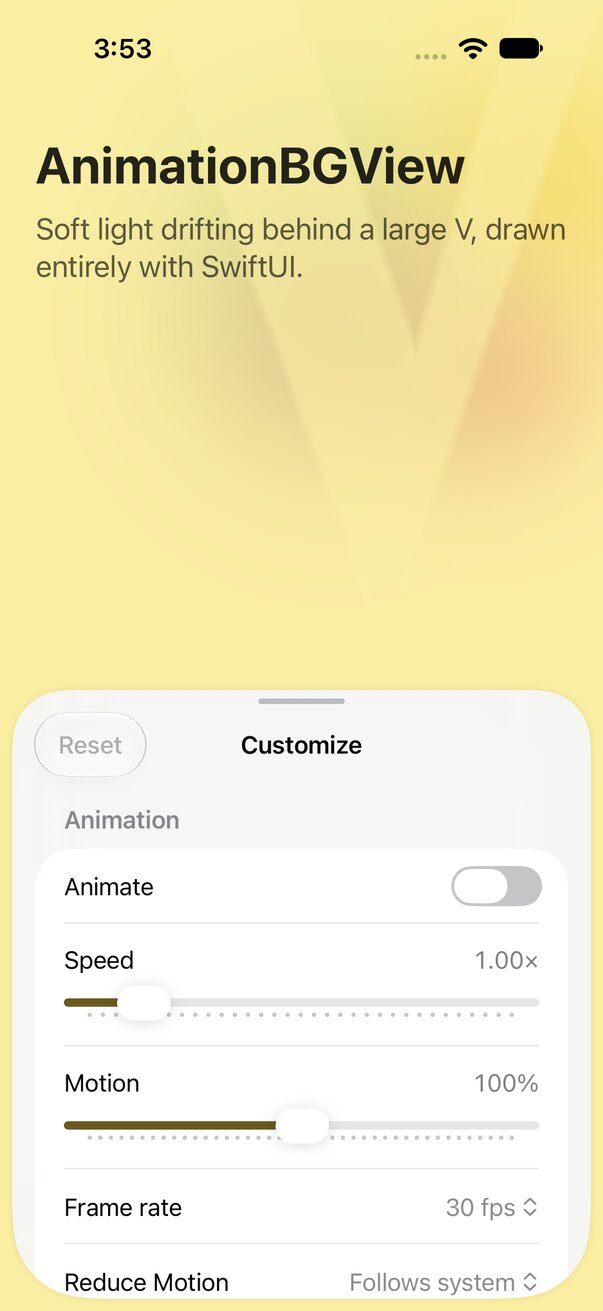 3:53
AnimationBGView
Soft light drifting behind a large V, drawn
entirely with SwiftUI.
Reset
Customize
Animation
Animate
Speed
1.00×
Motion
100%
Frame rate
30 fps
Reduce Motion
Follows system